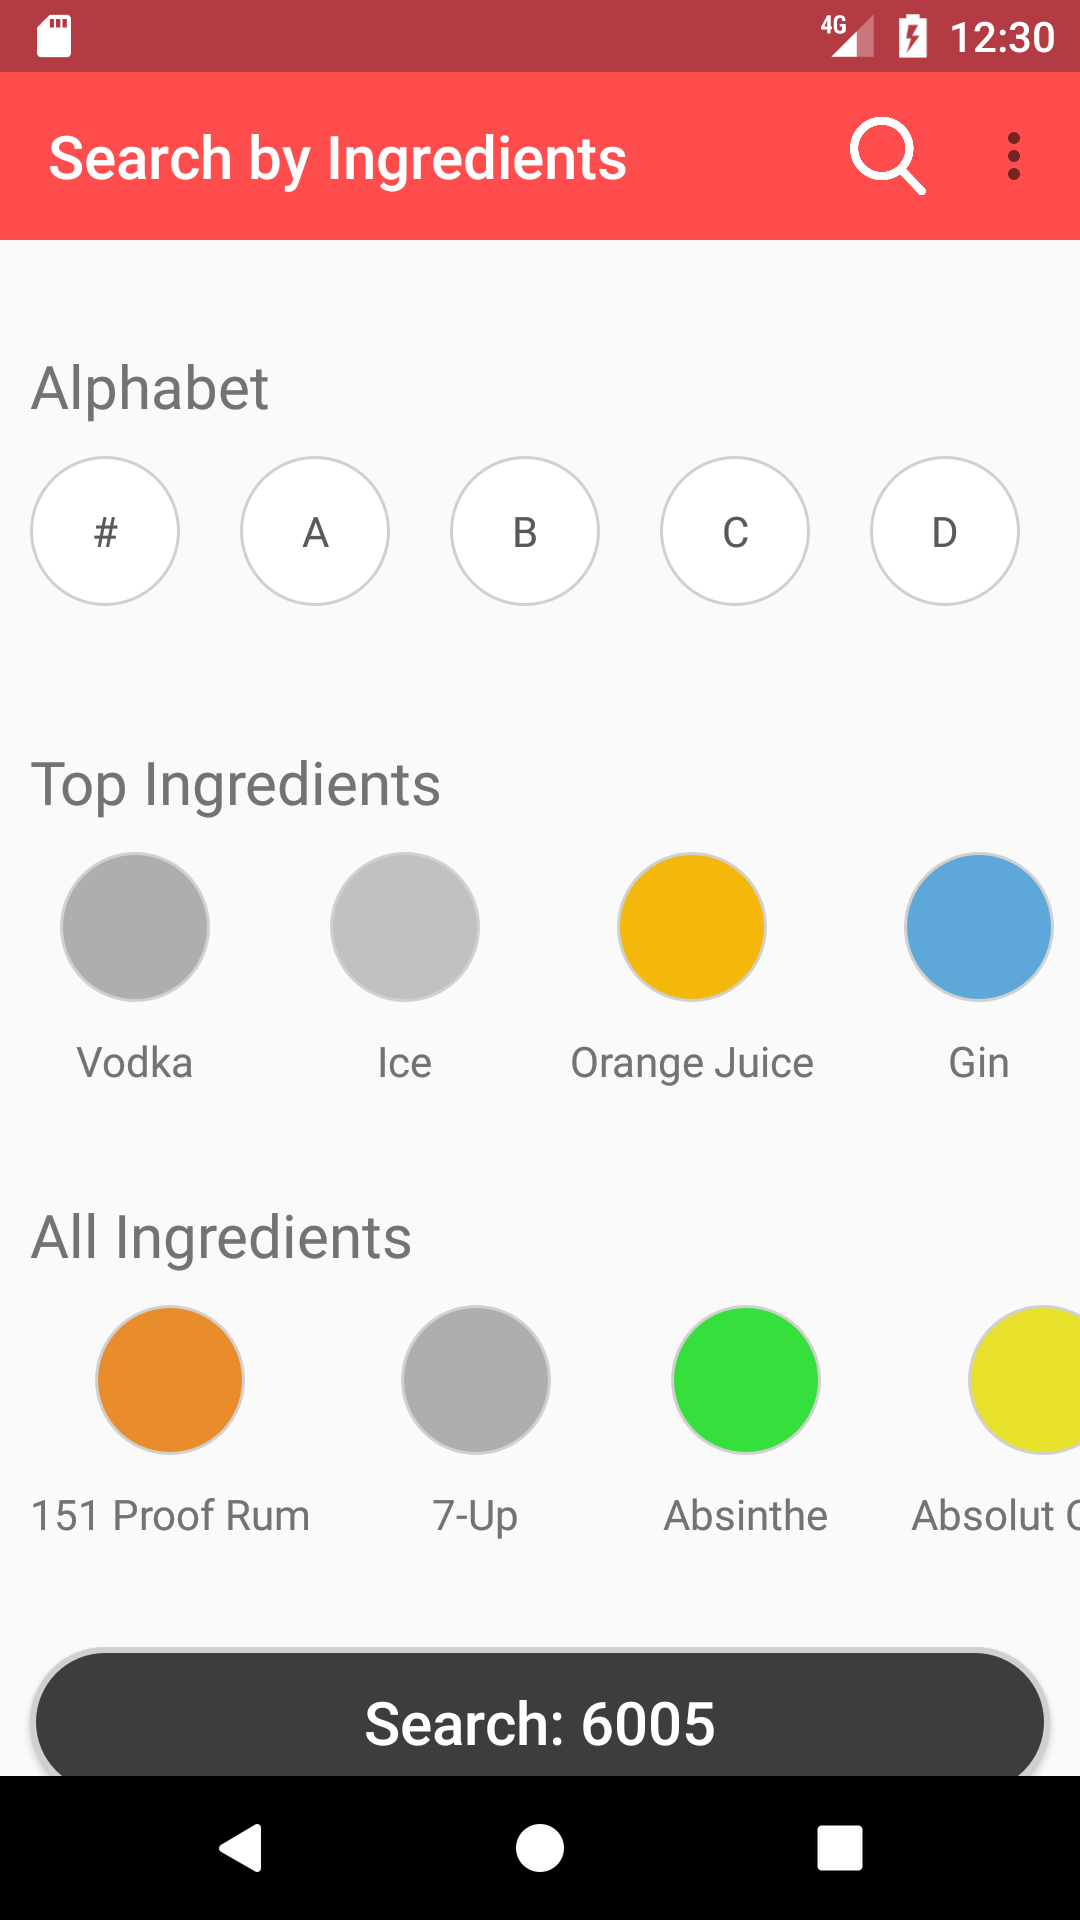 4G 12:30
Search by Ingredients
Alphabet
# A B C D
Top Ingredients
Vodka Ice Orange Juice Gin
All Ingredients
151 Proof Rum 7-Up Absinthe Absolut
Search: 6005